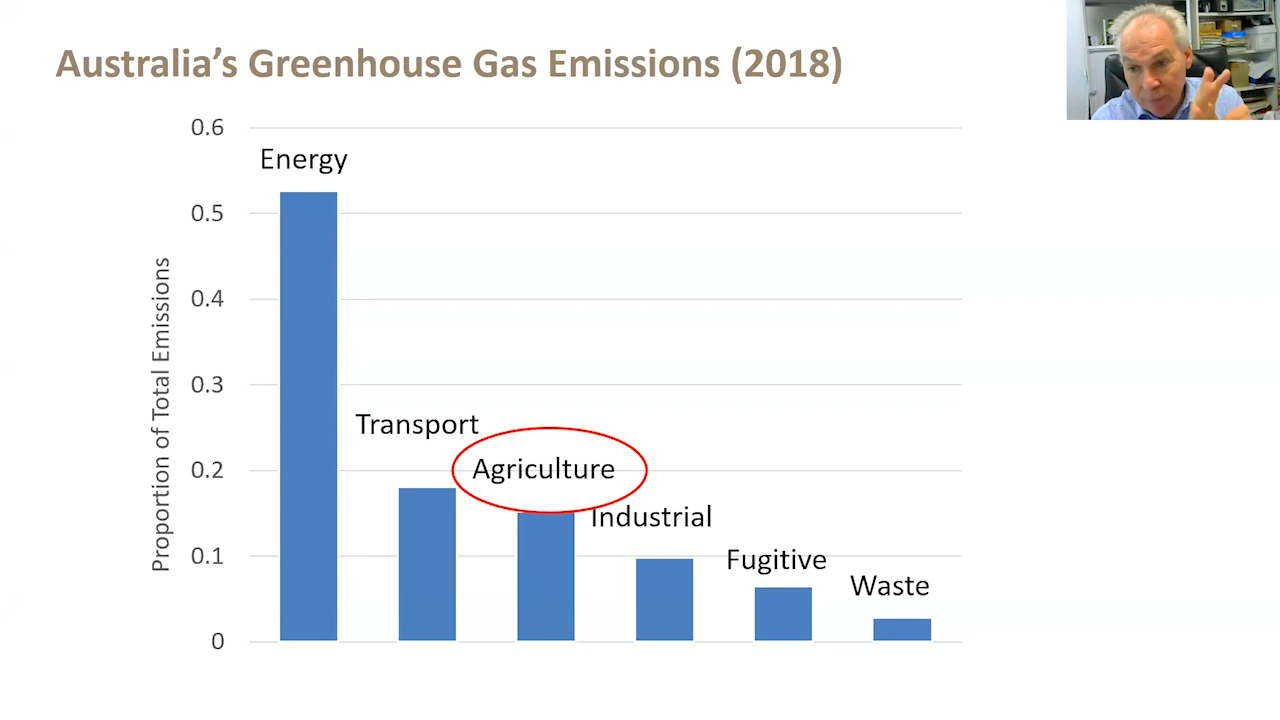 Australia's Greenhouse Gas Emissions (2018)
0.6
Energy
0.5
0.4
0.3
Transport
Agriculture
0.2
Industrial
0.1
Fugitive
Waste
0
Proportion of Total Emissions